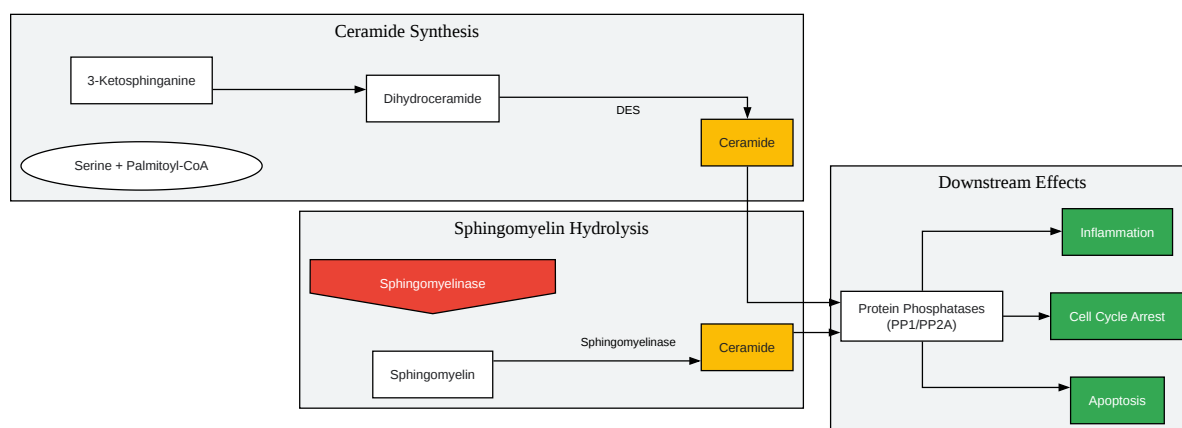 Ceramide Synthesis
3-Ketosphinganine
Dihydroceramide
DES
Ceramide
Serine + Palmitoyl-CoA
Sphingomyelin Hydrolysis
Sphingomyelinase
Sphingomyelinase
Ceramide
Sphingomyelin
Downstream Effects
Inflammation
Protein Phosphatases
(PP1/PP2A)
Cell Cycle Arrest
Apoptosis